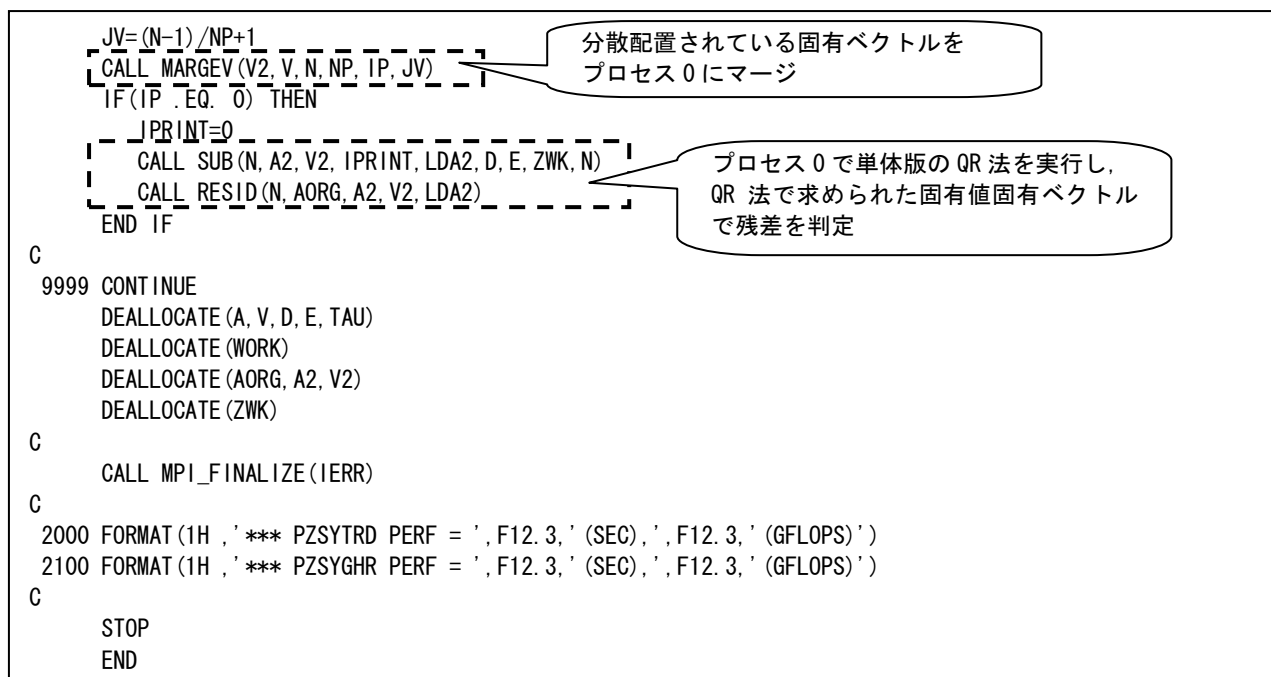 JV=(N-1)/NP+1
CALL MARGEV(V2,V,N,NP,IP,JV)
分散配置されている固有ベクトルを
プロセス0にマージ
IF(IP .EQ. 0) THEN
IPRINT=0
CALL SUB(N,A2,V2,IPRINT,LDA2,D,E,ZWK,N)
CALL RESID(N,AORG,A2,V2,LDA2)
プロセス0で単体版のQR法を実行し,
QR 法で求められた固有値固有ベクトル
で残差を判定
END IF
C
9999 CONTINUE
DEALLOCATE(A,V,D,E,TAU)
DEALLOCATE(WORK)
DEALLOCATE(AORG,A2,V2)
DEALLOCATE(ZWK)
C
CALL MPI_FINALIZE(IERR)
C
2000 FORMAT(1H ,'*** PZSYTRD PERF = ',F12.3,'(SEC),',F12.3,'(GFLOPS)')
2100 FORMAT(1H ,'*** PZSYGHR PERF = ',F12.3,'(SEC),',F12.3,'(GFLOPS)')
C
STOP
END